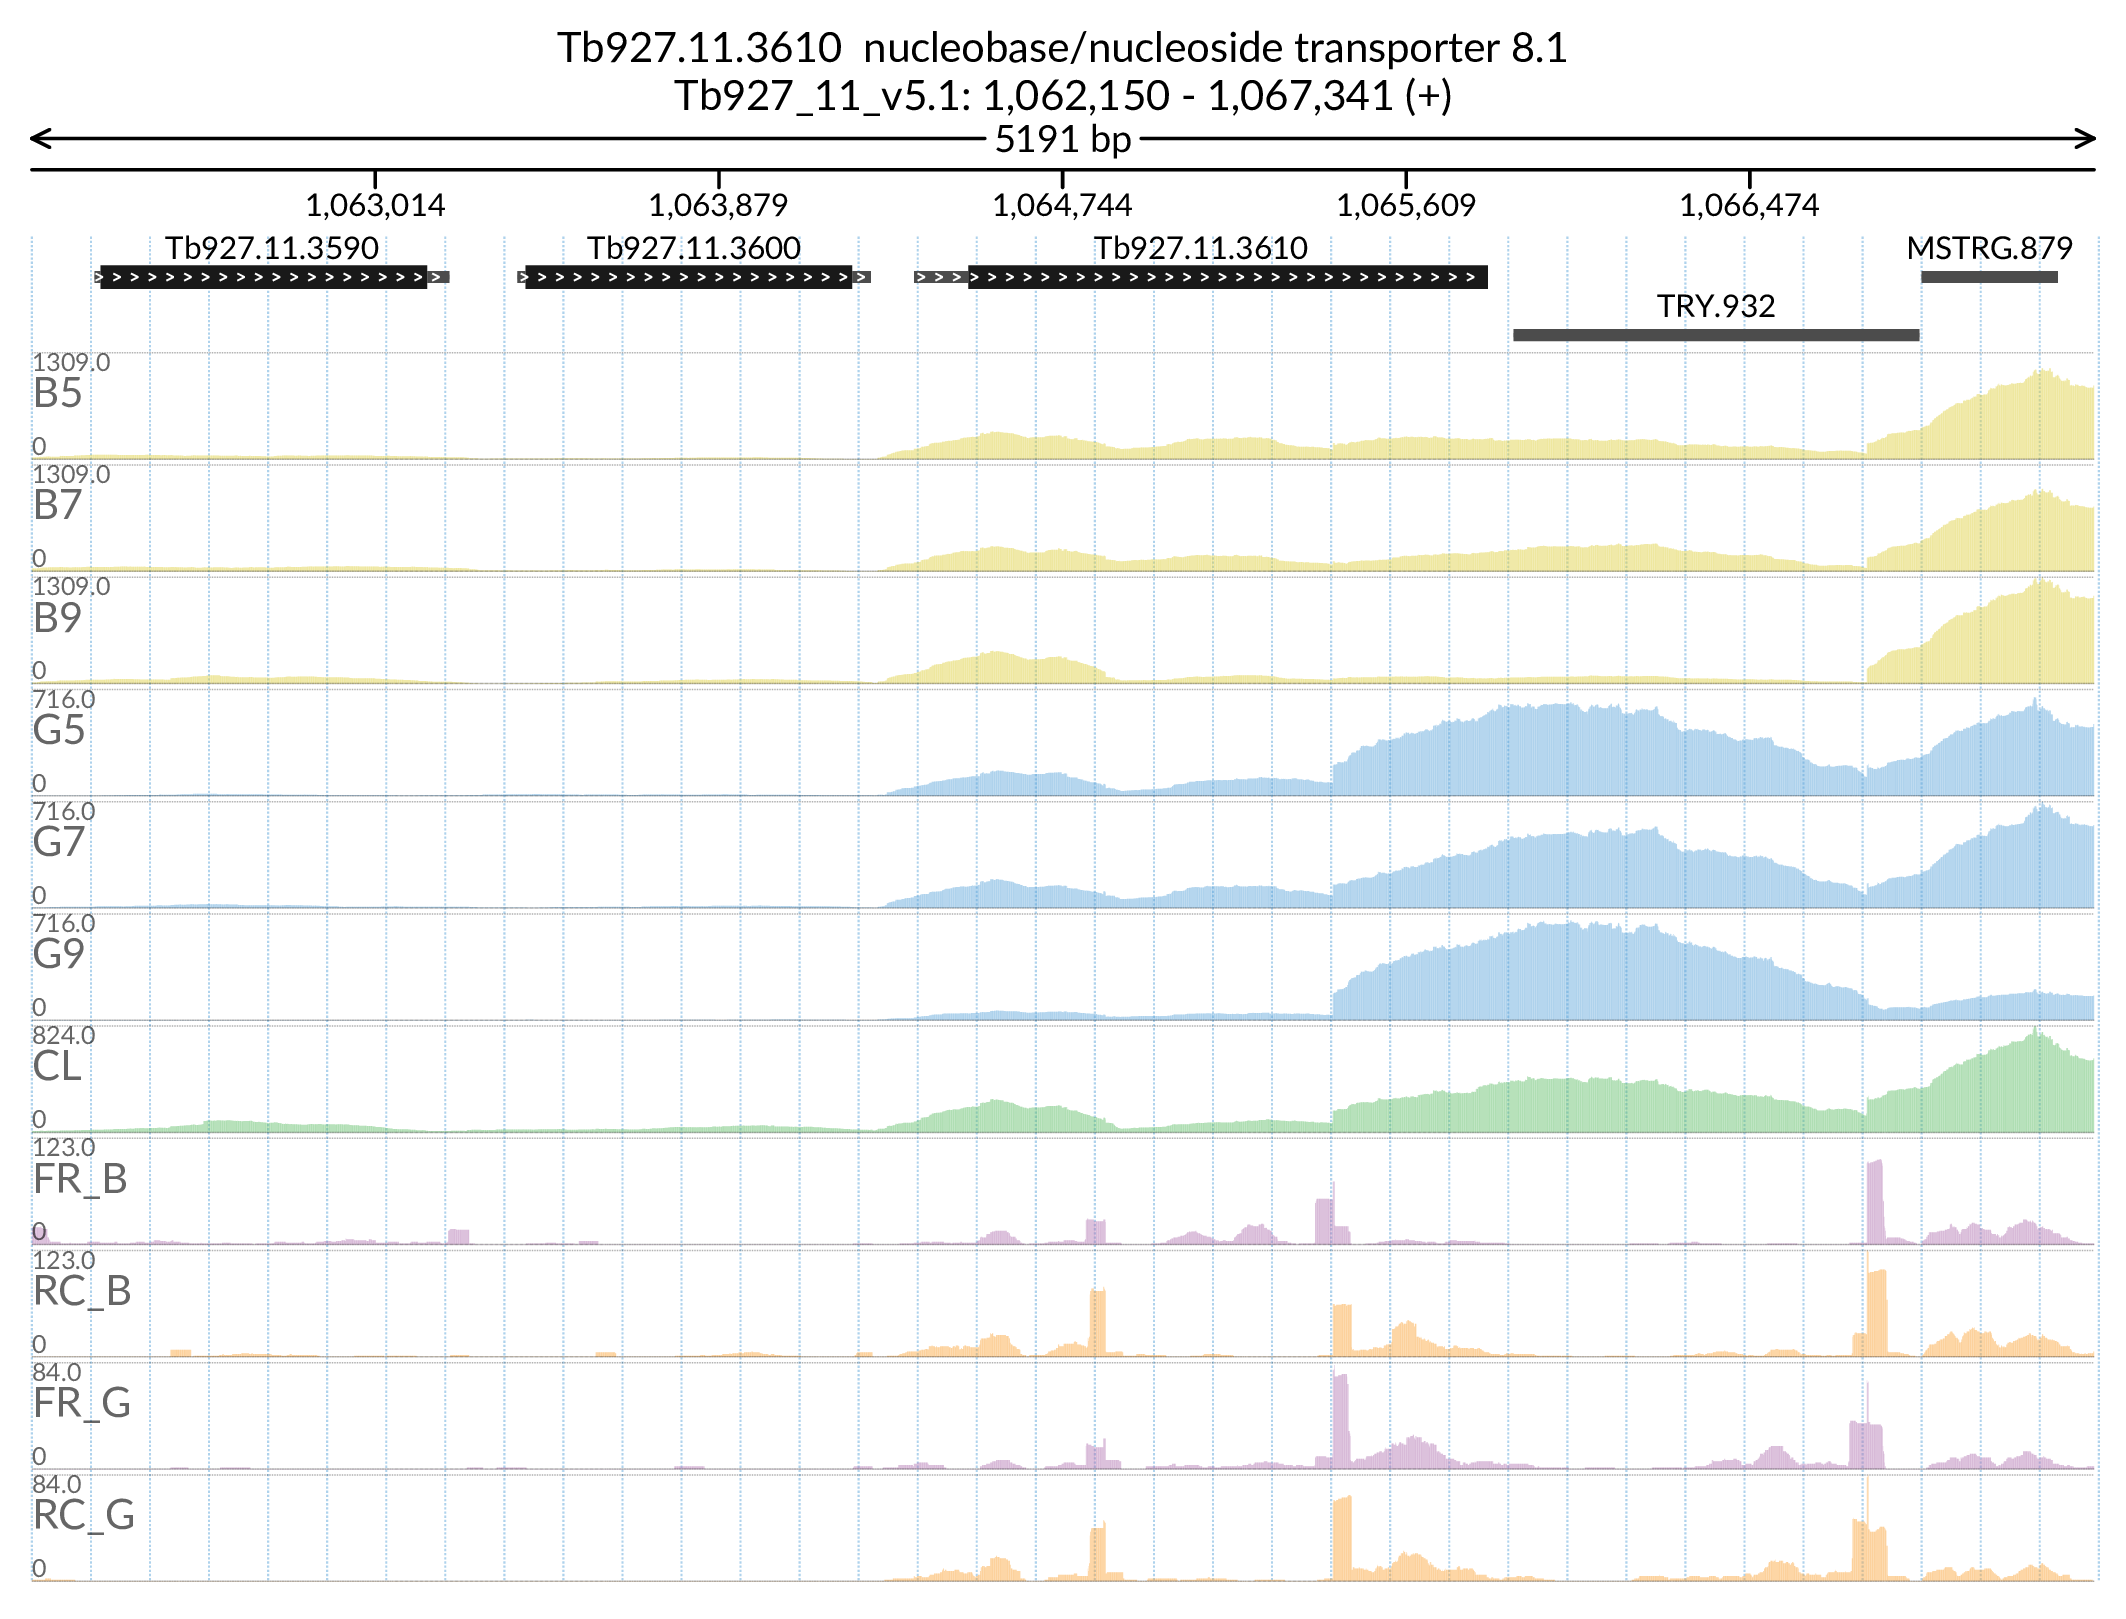 Tb927.11.3610 nucleobase/nucleoside transporter 8.1
Tb927_11_v5.1: 1,062,150 - 1,067,341 (+)
5191 bp
1,063,014 1,063,879 1,064,744 1,065,609 1,066,474
Tb927.11.3590 Tb927.11.3600 Tb927.11.3610 MSTRG.879
TRY.932
1309.0
B5
0
1309.0
B7
0
1309.0
B9
0
716.0
G5
0
716.0
G7
0
716.0
G9
0
824.0
CL
0
123.0
FR_B
0
123.0
RC_B
0
84.0
FR_G
0
84.0
RC_G
0